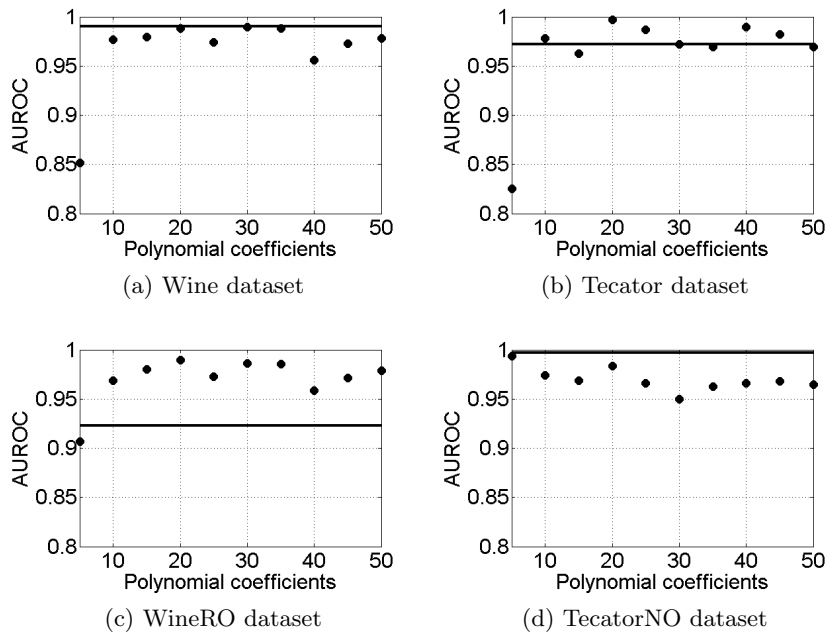 1
0.95
0.9
0.85
0.8
AUROC
10 20 30 40 50
Polynomial coefficients
(a) Wine dataset
1
0.95
0.9
0.85
0.8
AUROC
10 20 30 40 50
Polynomial coefficients
(b) Tecator dataset
1
0.95
0.9
0.85
0.8
AUROC
10 20 30 40 50
Polynomial coefficients
(c) WineRO dataset
1
0.95
0.9
0.85
0.8
AUROC
10 20 30 40 50
Polynomial coefficients
(d) TecatorNO dataset